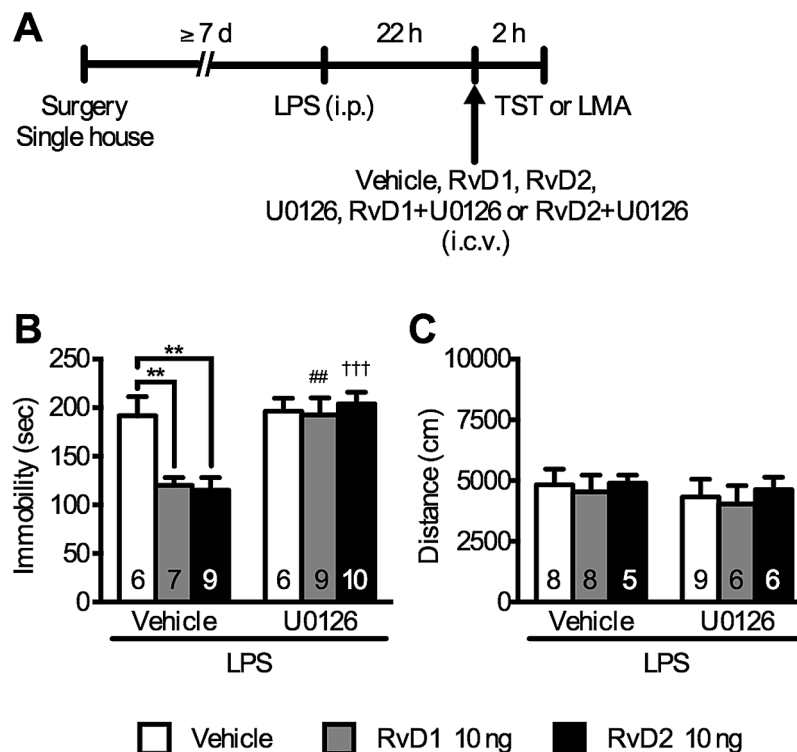 A
≥ 7 d
22 h
2 h
Surgery
Single house
LPS (i.p.)
TST or LMA
Vehicle, RvD1, RvD2,
U0126, RvD1+U0126 or RvD2+U0126
(i.c.v.)
B
Immobility (sec)
250
200
150
100
50
0
**
**
##
†††
6
7
9
6
9
10
Vehicle
U0126
LPS
C
Distance (cm)
10000
7500
5000
2500
0
8
8
5
9
6
6
Vehicle
U0126
LPS
Vehicle
RvD1 10 ng
RvD2 10 ng